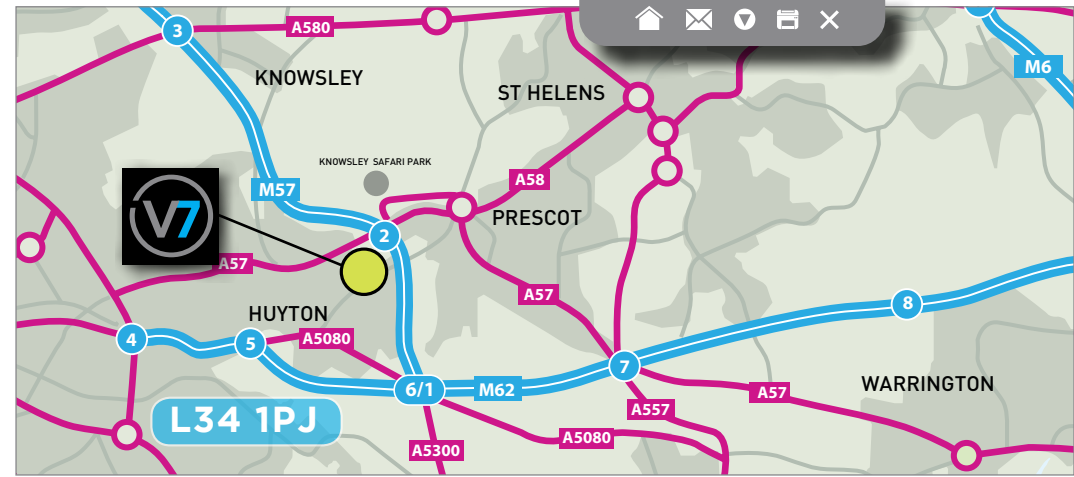 3
A580
M6
KNOWSLEY
ST HELENS
KNOWSLEY SAFARI PARK
A58
M57
PRESCOT
V7
2
A57
A57
8
HUYTON
4
5
A5080
7
6/1
M62
WARRINGTON
A57
L34 1PJ
A557
A5080
A5300